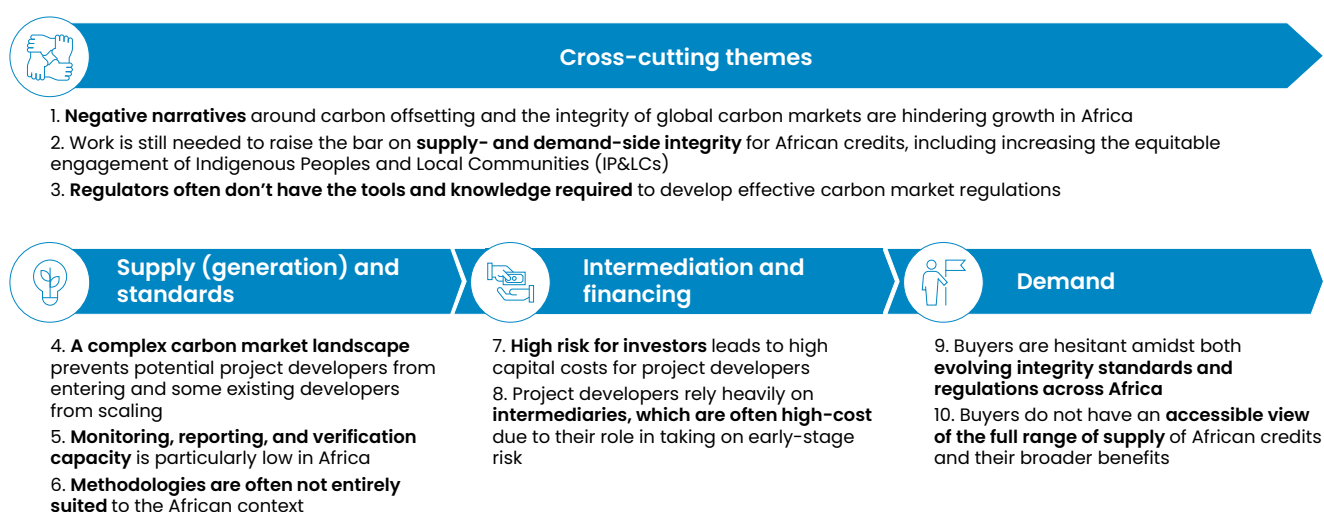 Cross-cutting themes
1. Negative narratives around carbon offsetting and the integrity of global carbon markets are hindering growth in Africa
2. Work is still needed to raise the bar on supply- and demand-side integrity for African credits, including increasing the equitable
engagement of Indigenous Peoples and Local Communities (IP&LCs)
3. Regulators often don’t have the tools and knowledge required to develop effective carbon market regulations
Supply (generation) and
standards
4. A complex carbon market landscape
prevents potential project developers from
entering and some existing developers
from scaling
5. Monitoring, reporting, and verification
capacity is particularly low in Africa
6. Methodologies are often not entirely
suited to the African context
Intermediation and
financing
7. High risk for investors leads to high
capital costs for project developers
8. Project developers rely heavily on
intermediaries, which are often high-cost
due to their role in taking on early-stage
risk
Demand
9. Buyers are hesitant amidst both
evolving integrity standards and
regulations across Africa
10. Buyers do not have an accessible view
of the full range of supply of African credits
and their broader benefits